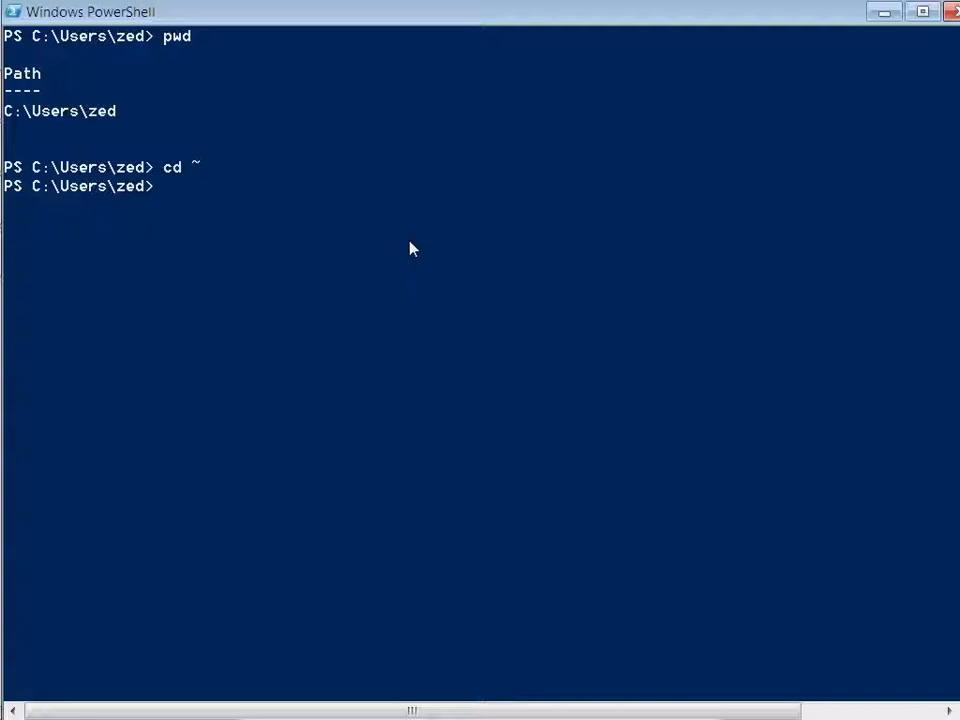 Windows PowerShell
PS C:\Users\zed> pwd
Path
----
C:\Users\zed
PS C:\Users\zed> cd ~
PS C:\Users\zed>